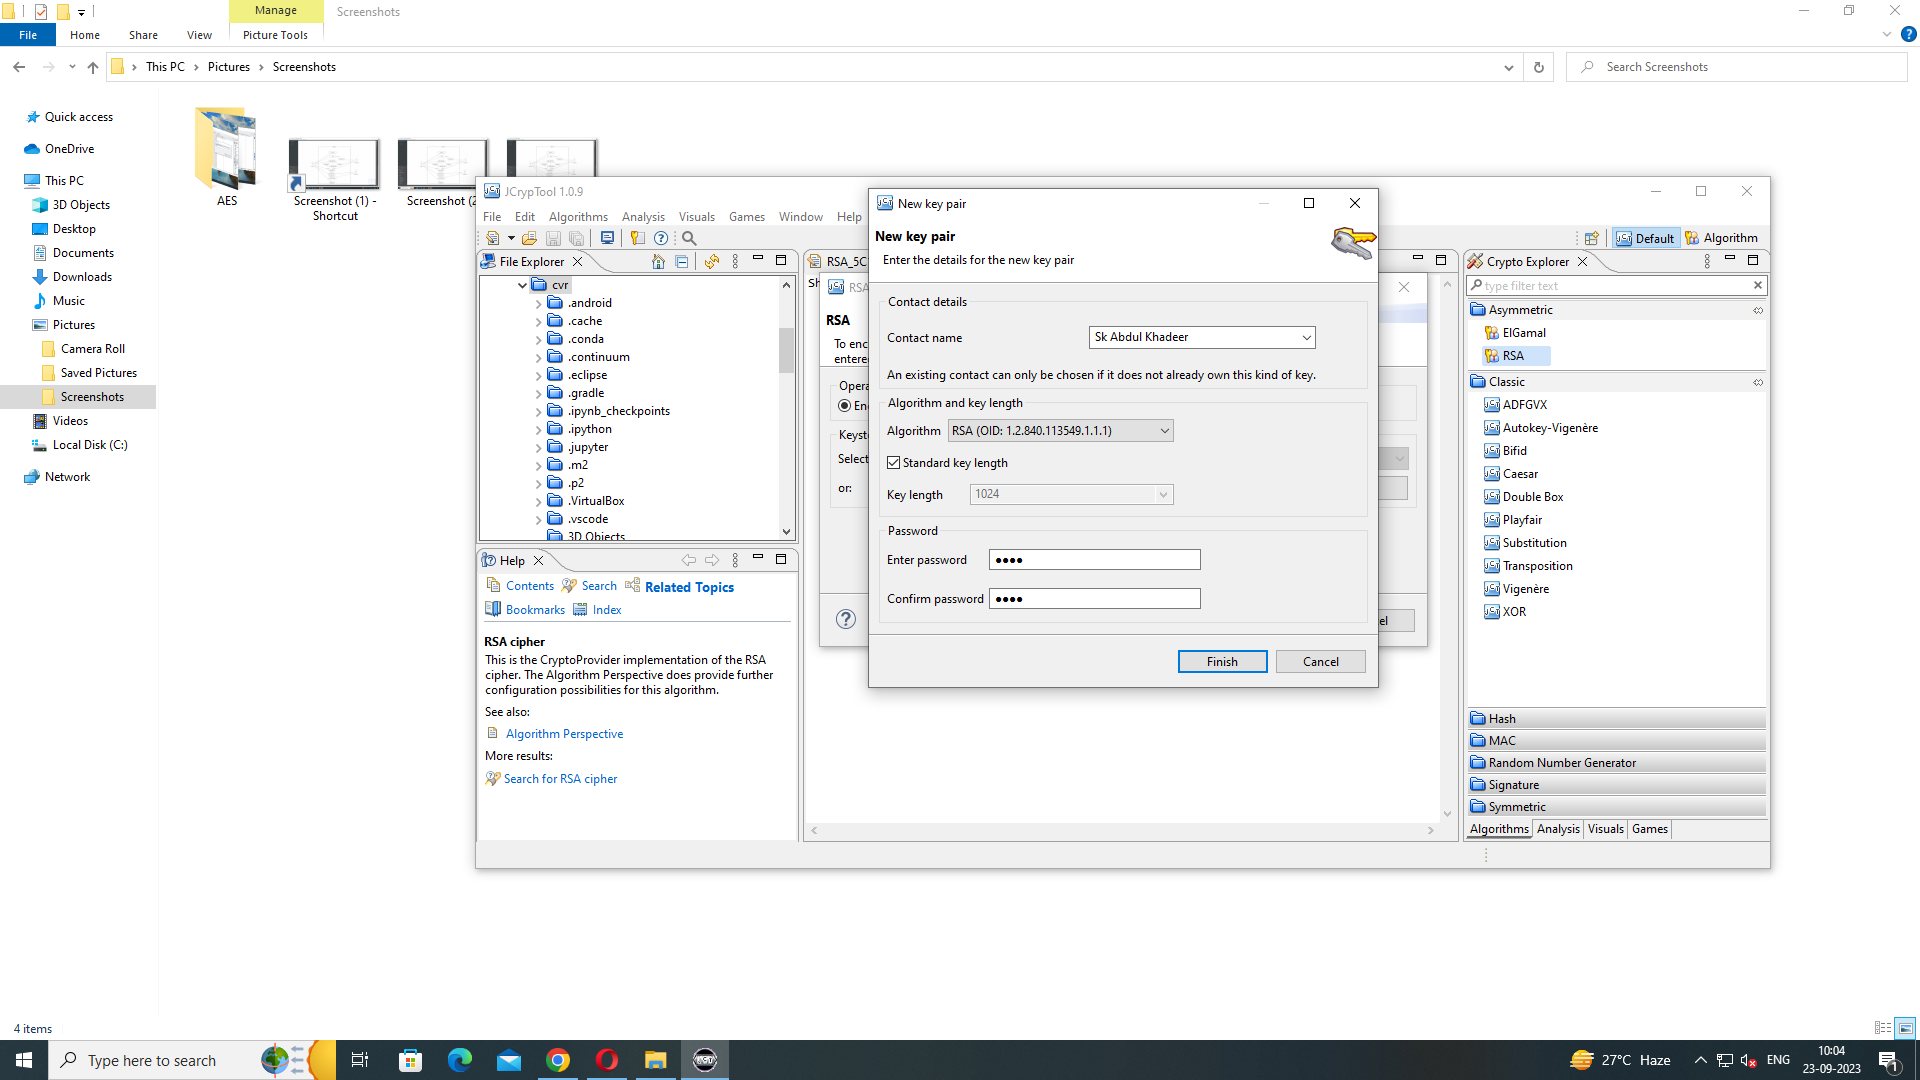 Manage
Screenshots
File
Home
Share
View
Picture Tools
This PC
Pictures
Screenshots
Search Screenshots
Quick access
OneDrive
This PC
3D Objects
Desktop
Documents
Downloads
Music
Pictures
Camera Roll
Saved Pictures
Screenshots
Videos
Local Disk (C:)
Network
AES
Screenshot (1) -
Shortcut
Screenshot (2
JCrypTool 1.0.9
File Edit Algorithms Analysis Visuals Games Window Help
Default
Algorithm
File Explorer
cvr
.android
.cache
.conda
.continuum
.eclipse
.gradle
.ipynb_checkpoints
.ipython
.jupyter
.m2
.p2
.VirtualBox
.vscode
3D Objects
Help
Contents
Search
Related Topics
Bookmarks
Index
RSA cipher
This is the CryptoProvider implementation of the RSA
cipher. The Algorithm Perspective does provide further
configuration possibilities for this algorithm.
See also:
Algorithm Perspective
More results:
Search for RSA cipher
RSA_5C
Sh
RSA
RSA
To enc
entere
Opera
En
Keyst
Select
or:
el
New key pair
New key pair
Enter the details for the new key pair
Contact details
Contact name
Sk Abdul Khadeer
An existing contact can only be chosen if it does not already own this kind of key.
Algorithm and key length
Algorithm
RSA (OID: 1.2.840.113549.1.1.1)
Standard key length
Key length
1024
Password
Enter password
●●●●
Confirm password
●●●●
Finish
Cancel
Crypto Explorer
type filter text
Asymmetric
ElGamal
RSA
Classic
ADFGVX
Autokey-Vigenère
Bifid
Caesar
Double Box
Playfair
Substitution
Transposition
Vigenère
XOR
Hash
MAC
Random Number Generator
Signature
Symmetric
Algorithms
Analysis
Visuals
Games
4 items
Type here to search
27°C Haze
ENG
10:04
23-09-2023
1